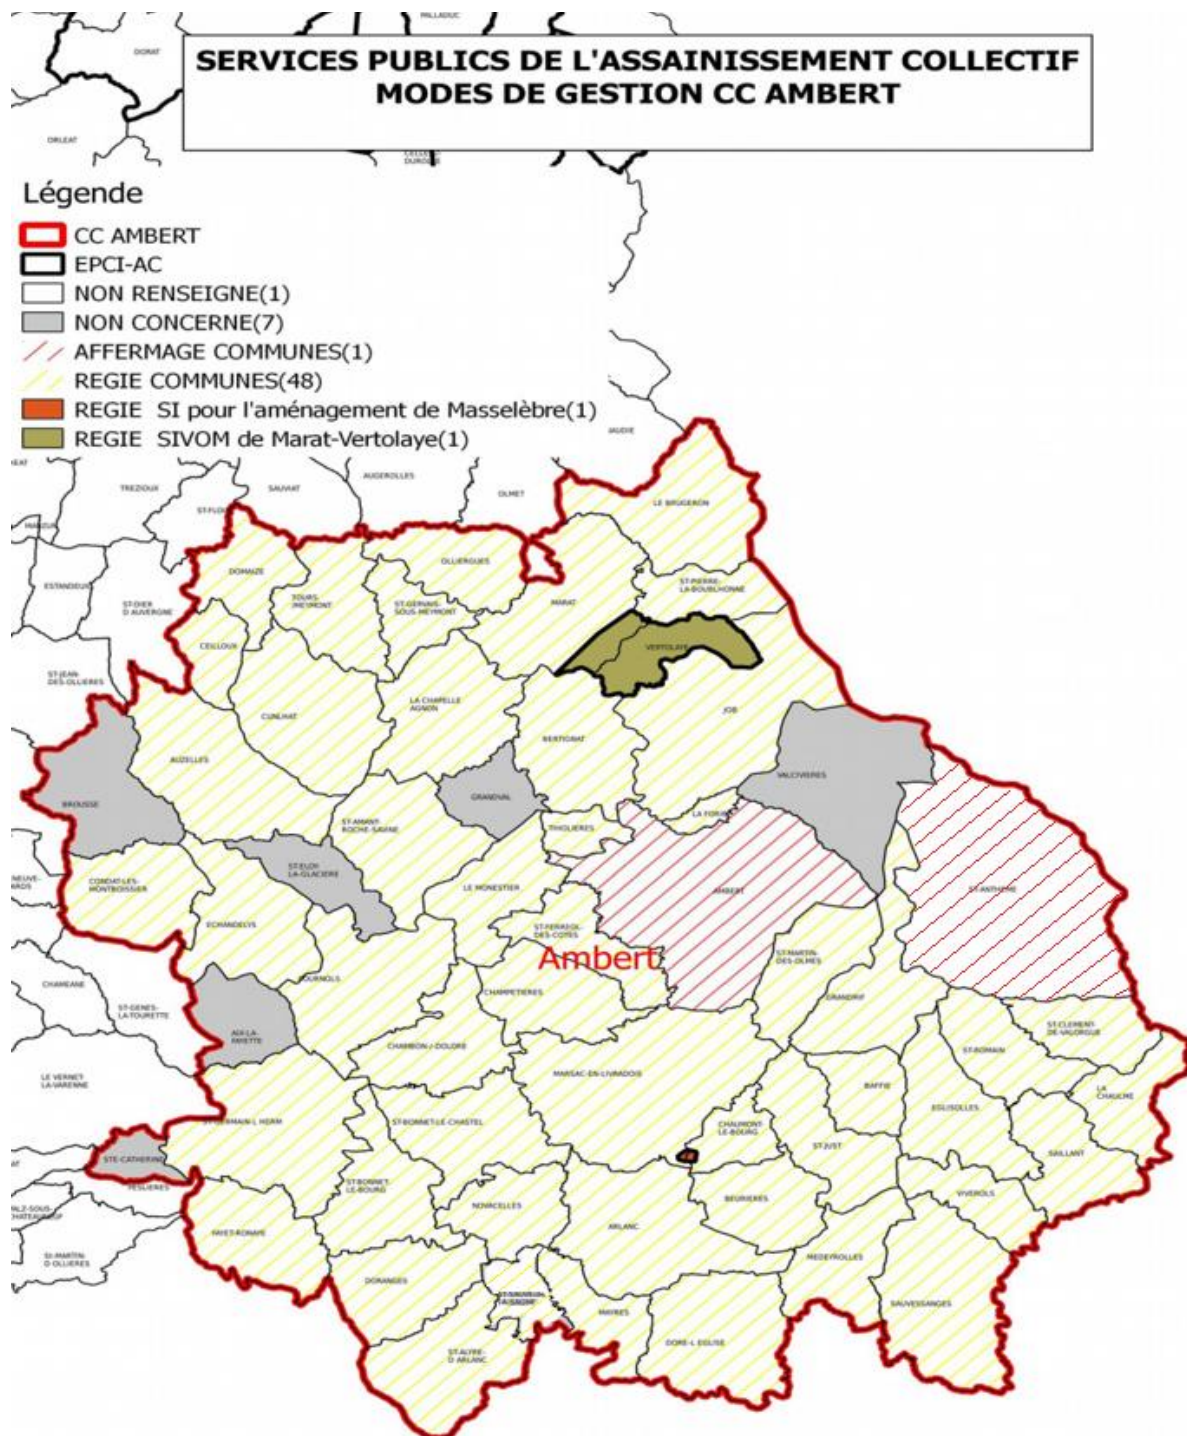 MILLADUC
DORAT
SERVICES PUBLICS DE L'ASSAINISSEMENT COLLECTIF
MODES DE GESTION CC AMBERT
ORLEAT
Légende
CC AMBERT
EPCI-AC
NON RENSEIGNE(1)
NON CONCERNE(7)
AFFERMAGE COMMUNES(1)
REGIE COMMUNES(48)
REGIE SI pour l'aménagement de Masselèbre(1)
REGIE SIVOM de Marat-Vertolaye(1)
AUGEROLLES
TREZIOUX
SAUVIAT
OLMET
LE BRUGERON
OLLIERGUES
DOMAIZE
ESTANDEUIL
ST-PIERRE-
LA-BOURLHONNE
TOURS-
/MEYMONT
MARAT
ST-DIER
D AUVERGNE
ST-GERVAIS-
SOUS-MEYMONT
CEILLOUX
VERTOLAYE
ST-JEAN-
DES-OLLIERES
LA CHAPELLE
AGNON
CUNLHAT
JOB
BERTIGNAT
AUZELLES
VALCIVIERES
GRANDVAL
BROUSSE
LA FORIE
ST-AMANT-
ROCHE-SAVINE
THOLIERES
ST-ELOY-
LA-GLACIERE
CONDAT-LES-
MONTBOISSIER
LE MONESTIER
AMBERT
ST-ANTHEME
ECHANDELYS
ST-FERREOL-
DES-COTES
Ambert
ST-MARTIN-
DES-OLMES
FOURNOLS
CHAMEANE
CHAMPETIERES
GRANDRIF
ST-GENES-
LA-TOURETTE
AIX-LA-
FAYETTE
ST-CLEMENT-
DE-VALORGUE
CHAMBON-/-DOLORE
ST-ROMAIN
MARSAC-EN-LIVRADOIS
LE VERNET-
LA-VARENNE
BAFFIE
LA
CHAULME
EGLISOLLES
ST-GERMAIN-L HERM
ST-BONNET-LE-CHASTEL
CHAUMONT-
LE-BOURG
ST-JUST
SAILLANT
STE-CATHERINE
PESLIERES
ST-BONNET-
LE-BOURG
VIVEROLS
NOVACELLES
BEURIERES
ARLANC
FAYET-RONAYE
ST-MARTIN-
D OLLIERES
MEDEYROLLES
DORANGES
SAUVESSANGES
MAYRES
DORE-L EGLISE
ST-ALYRE-
D ARLANC